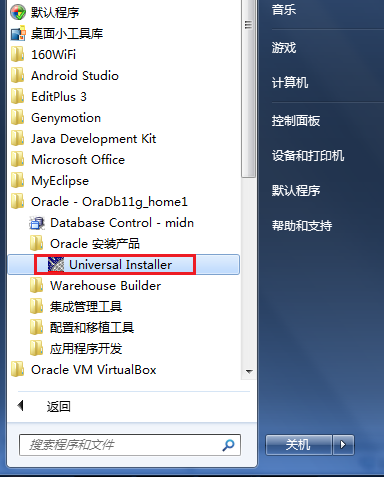 默认程序
桌面小工具库
160WiFi
Android Studio
EditPlus 3
Genymotion
Java Development Kit
Microsoft Office
MyEclipse
Oracle - OraDb11g_home1
Database Control - midn
Oracle 安装产品
Universal Installer
Warehouse Builder
集成管理工具
配置和移植工具
应用程序开发
Oracle VM VirtualBox
返回
搜索程序和文件
音乐
游戏
计算机
控制面板
设备和打印机
默认程序
帮助和支持
关机